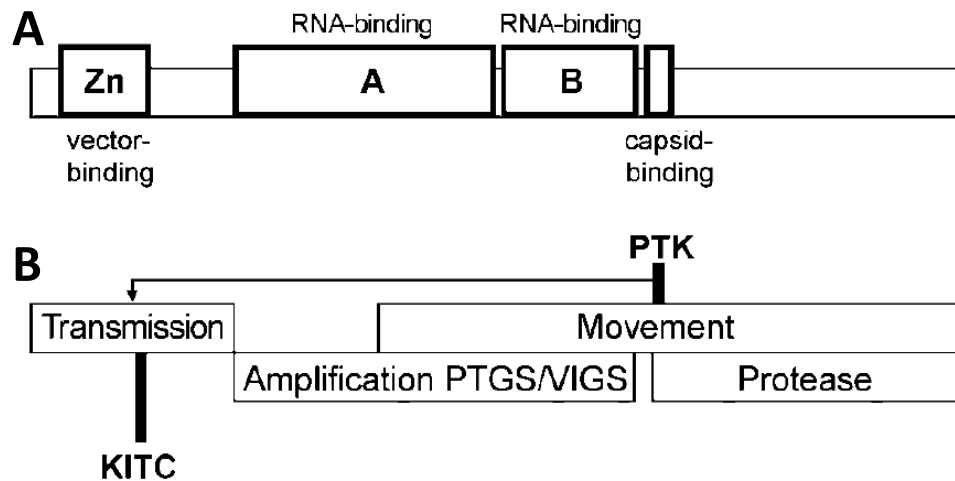 A
RNA-binding RNA-binding
Zn A B
vector-
binding
capsid-
binding
B
PTK
Transmission Movement
Amplification PTGS/VIGS Protease
KITC